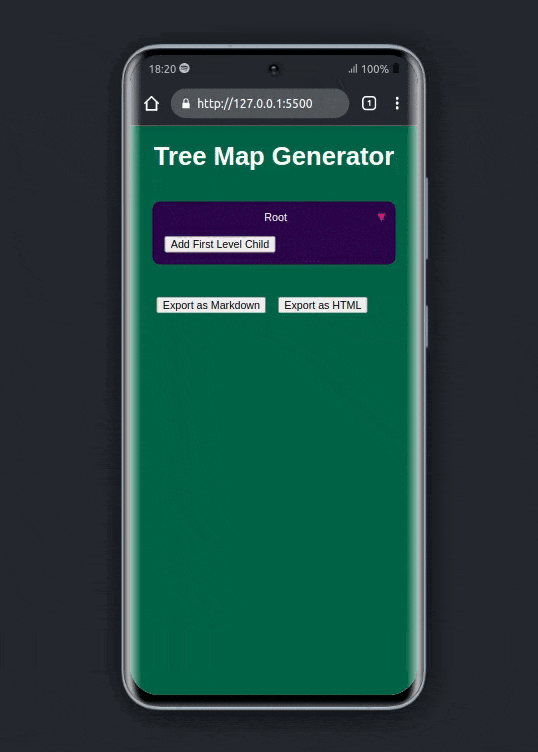 18:20 100%
http://127.0.0.1:5500 1
Tree Map Generator
Root
Add First Level Child
Export as Markdown Export as HTML